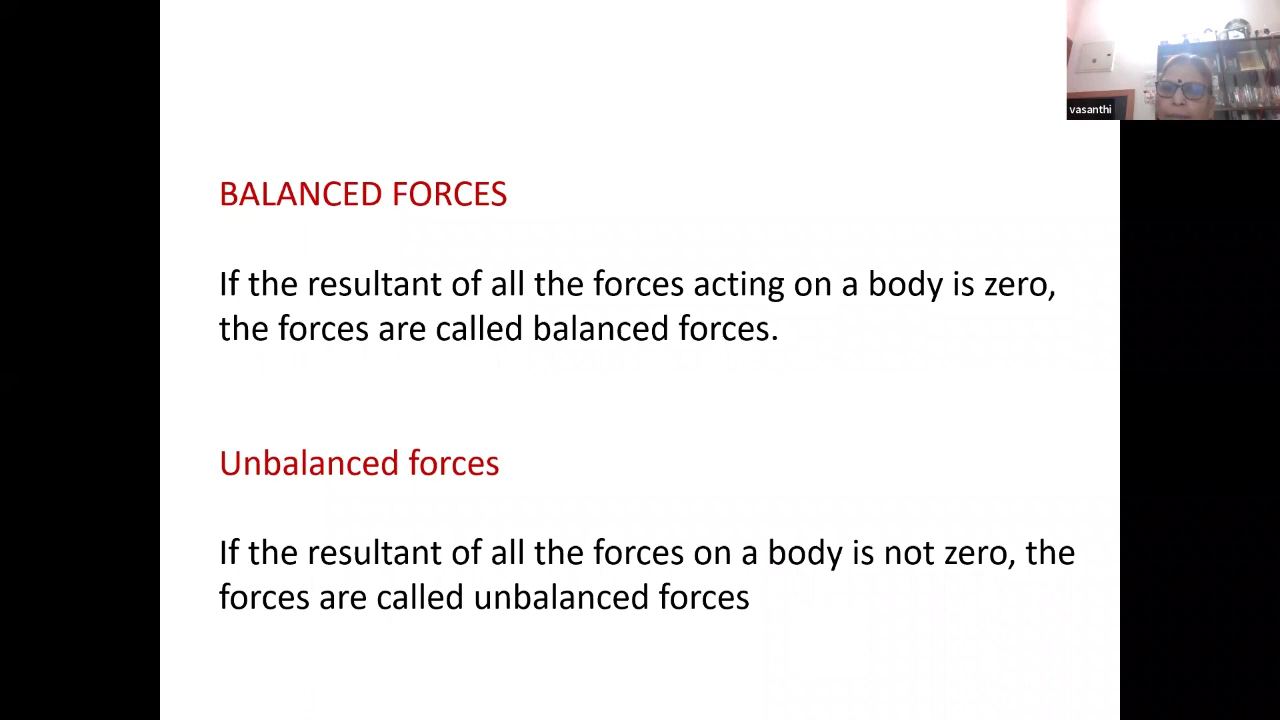 vasanthi
BALANCED FORCES
If the resultant of all the forces acting on a body is zero,
the forces are called balanced forces.
Unbalanced forces
If the resultant of all the forces on a body is not zero, the
forces are called unbalanced forces